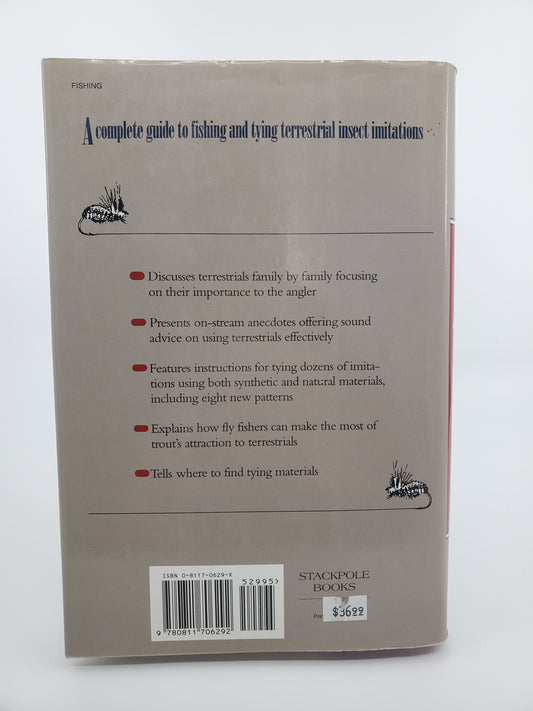 FISHING
A complete guide to fishing and tying terrestrial insect imitations
Discusses terrestrials family by family focusing
on their importance to the angler
Presents on-stream anecdotes offering sound
advice on using terrestrials effectively
Features instructions for tying dozens of imita-
tions using both synthetic and natural materials,
including eight new patterns
Explains how fly fishers can make the most of
trout's attraction to terrestrials
Tells where to find tying materials
ISBN 0-8117-0629-X
52995>
9 780811 706292
STACKPOLE
BOOKS
$3622